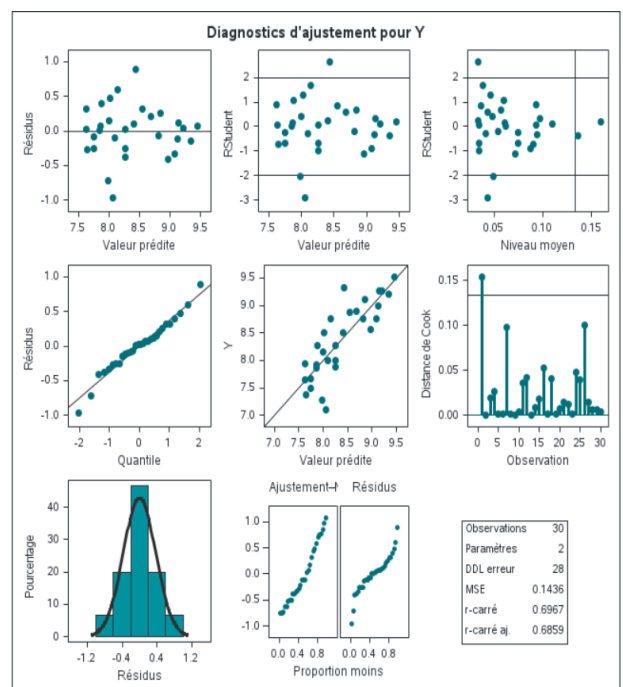 Diagnostics d'ajustement pour Y
Résidus
1.0
0.5
0.0
-0.5
-1.0
7.5 8.0 8.5 9.0 9.5
Valeur prédite
RStudent
2
1
0
-1
-2
-3
7.5 8.0 8.5 9.0 9.5
Valeur prédite
RStudent
2
1
0
-1
-2
-3
0.05 0.10 0.15
Niveau moyen
Résidus
1.0
0.5
0.0
-0.5
-1.0
-2 -1 0 1 2
Quantile
Y
9.5
9.0
8.5
8.0
7.5
7.0
7.0 7.5 8.0 8.5 9.0 9.5
Valeur prédite
Distance de Cook
0.15
0.10
0.05
0.00
0 5 10 15 20 25 30
Observation
Pourcentage
40
30
20
10
0
-1.2 -0.4 0.4 1.2
Résidus
Ajustement–
Résidus
1.0
0.5
0.0
-0.5
-1.0
0.0 0.4 0.8
0.0 0.4 0.8
Proportion moins
Observations 30
Paramètres 2
DDL erreur 28
MSE 0.1436
r-carré 0.6967
r-carré aj. 0.6859